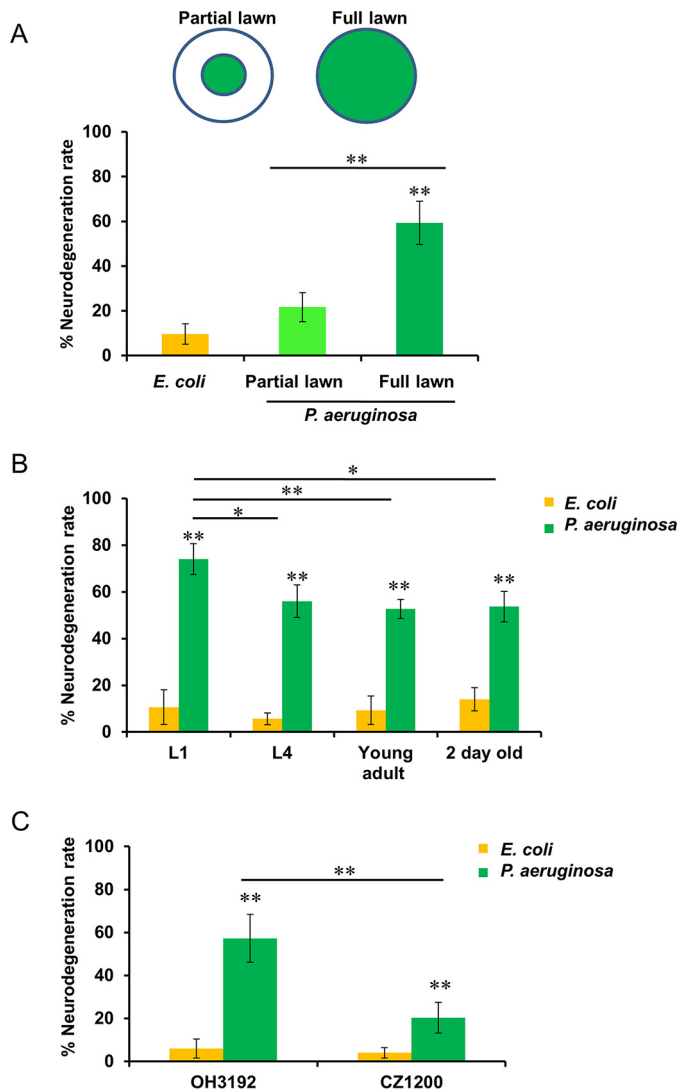 A
Partial lawn Full lawn
% Neurodegeneration rate
100
80
60
40
20
0
**
**
E. coli Partial lawn Full lawn
P. aeruginosa
B
% Neurodegeneration rate
100
80
60
40
20
0
*
**
*
** ** ** **
E. coli
P. aeruginosa
L1 L4 Young adult 2 day old
C
% Neurodegeneration rate
100
80
60
40
20
0
**
** **
E. coli
P. aeruginosa
OH3192 CZ1200